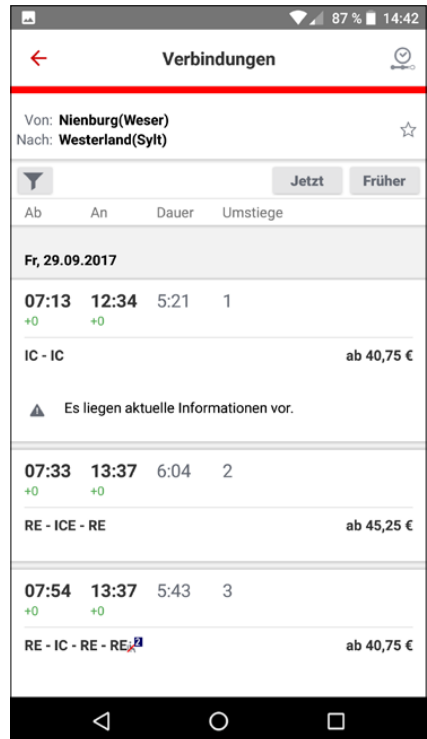 87 % 14:42
Verbindungen
Von: Nienburg(Weser)
Nach: Westerland(Sylt)
Jetzt Früher
Ab An Dauer Umstiege
Fr, 29.09.2017
07:13 12:34 5:21 1
+0 +0
IC - IC ab 40,75 €
Es liegen aktuelle Informationen vor.
07:33 13:37 6:04 2
+0 +0
RE - ICE - RE ab 45,25 €
07:54 13:37 5:43 3
+0 +0
RE - IC - RE - RE 2 ab 40,75 €